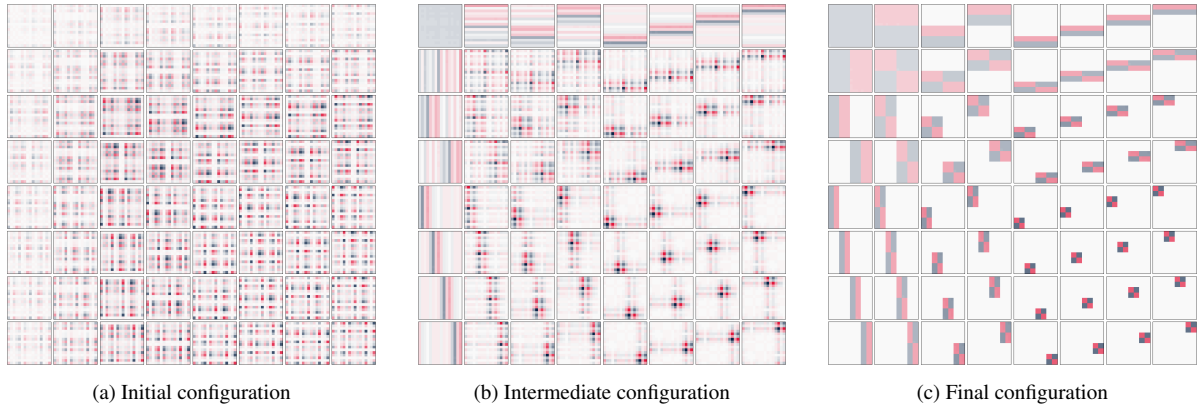 (a) Initial configuration
(b) Intermediate configuration
(c) Final configuration